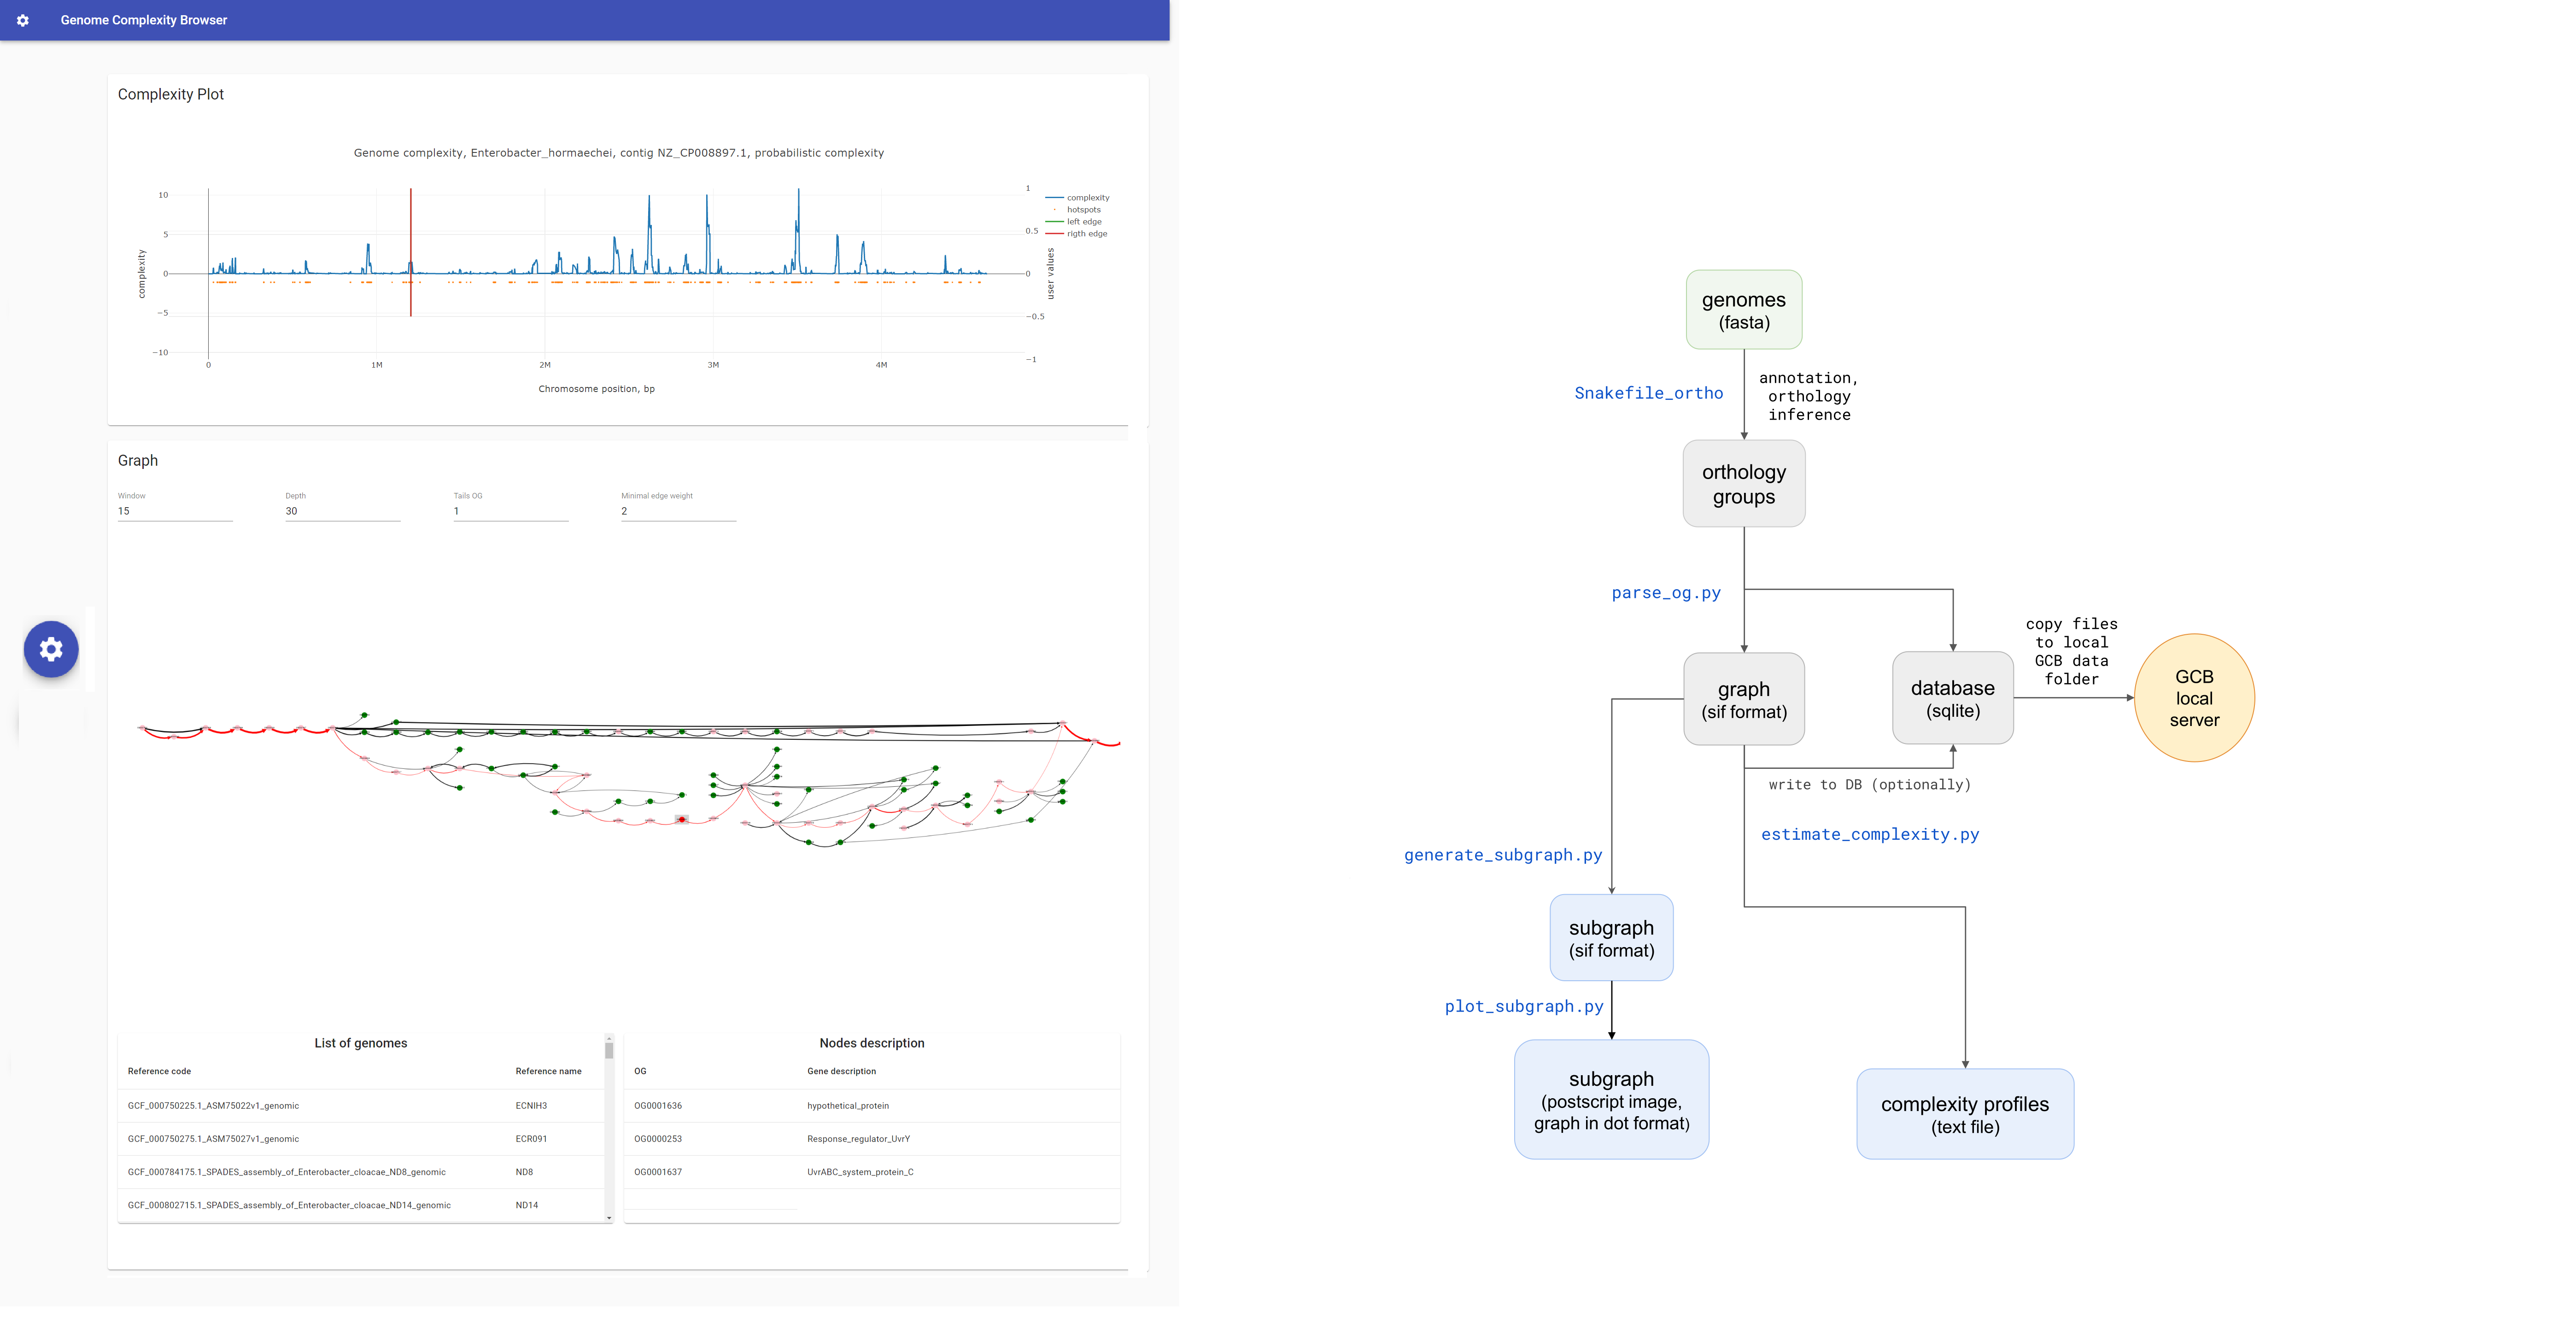 Genome Complexity Browser
Complexity Plot
Genome complexity, Enterobacter_hormaechei, contig NZ_CP008897.1, probabilistic complexity
10
5
0
−5
−10
complexity
0
1M
2M
3M
4M
Chromosome position, bp
1
0.5
0
−0.5
−1
user values
complexity
hotspots
left edge
rigth edge
Graph
Window
15
Depth
30
Tails OG
1
Minimal edge weight
2
List of genomes
Reference code Reference name
GCF_000750225.1_ASM75022v1_genomic ECNIH3
GCF_000750275.1_ASM75027v1_genomic ECR091
GCF_000784175.1_SPADES_assembly_of_Enterobacter_cloacae_ND8_genomic ND8
GCF_000802715.1_SPADES_assembly_of_Enterobacter_cloacae_ND14_genomic ND14
Nodes description
OG Gene description
OG0001636 hypothetical_protein
OG0000253 Response_regulator_UvrY
OG0001637 UvrABC_system_protein_C
genomes
(fasta)
Snakefile_ortho
annotation,
orthology
inference
orthology
groups
parse_og.py
graph
(sif format)
database
(sqlite)
copy files
to local
GCB data
folder
GCB
local
server
write to DB (optionally)
estimate_complexity.py
generate_subgraph.py
subgraph
(sif format)
plot_subgraph.py
subgraph
(postscript image,
graph in dot format)
complexity profiles
(text file)